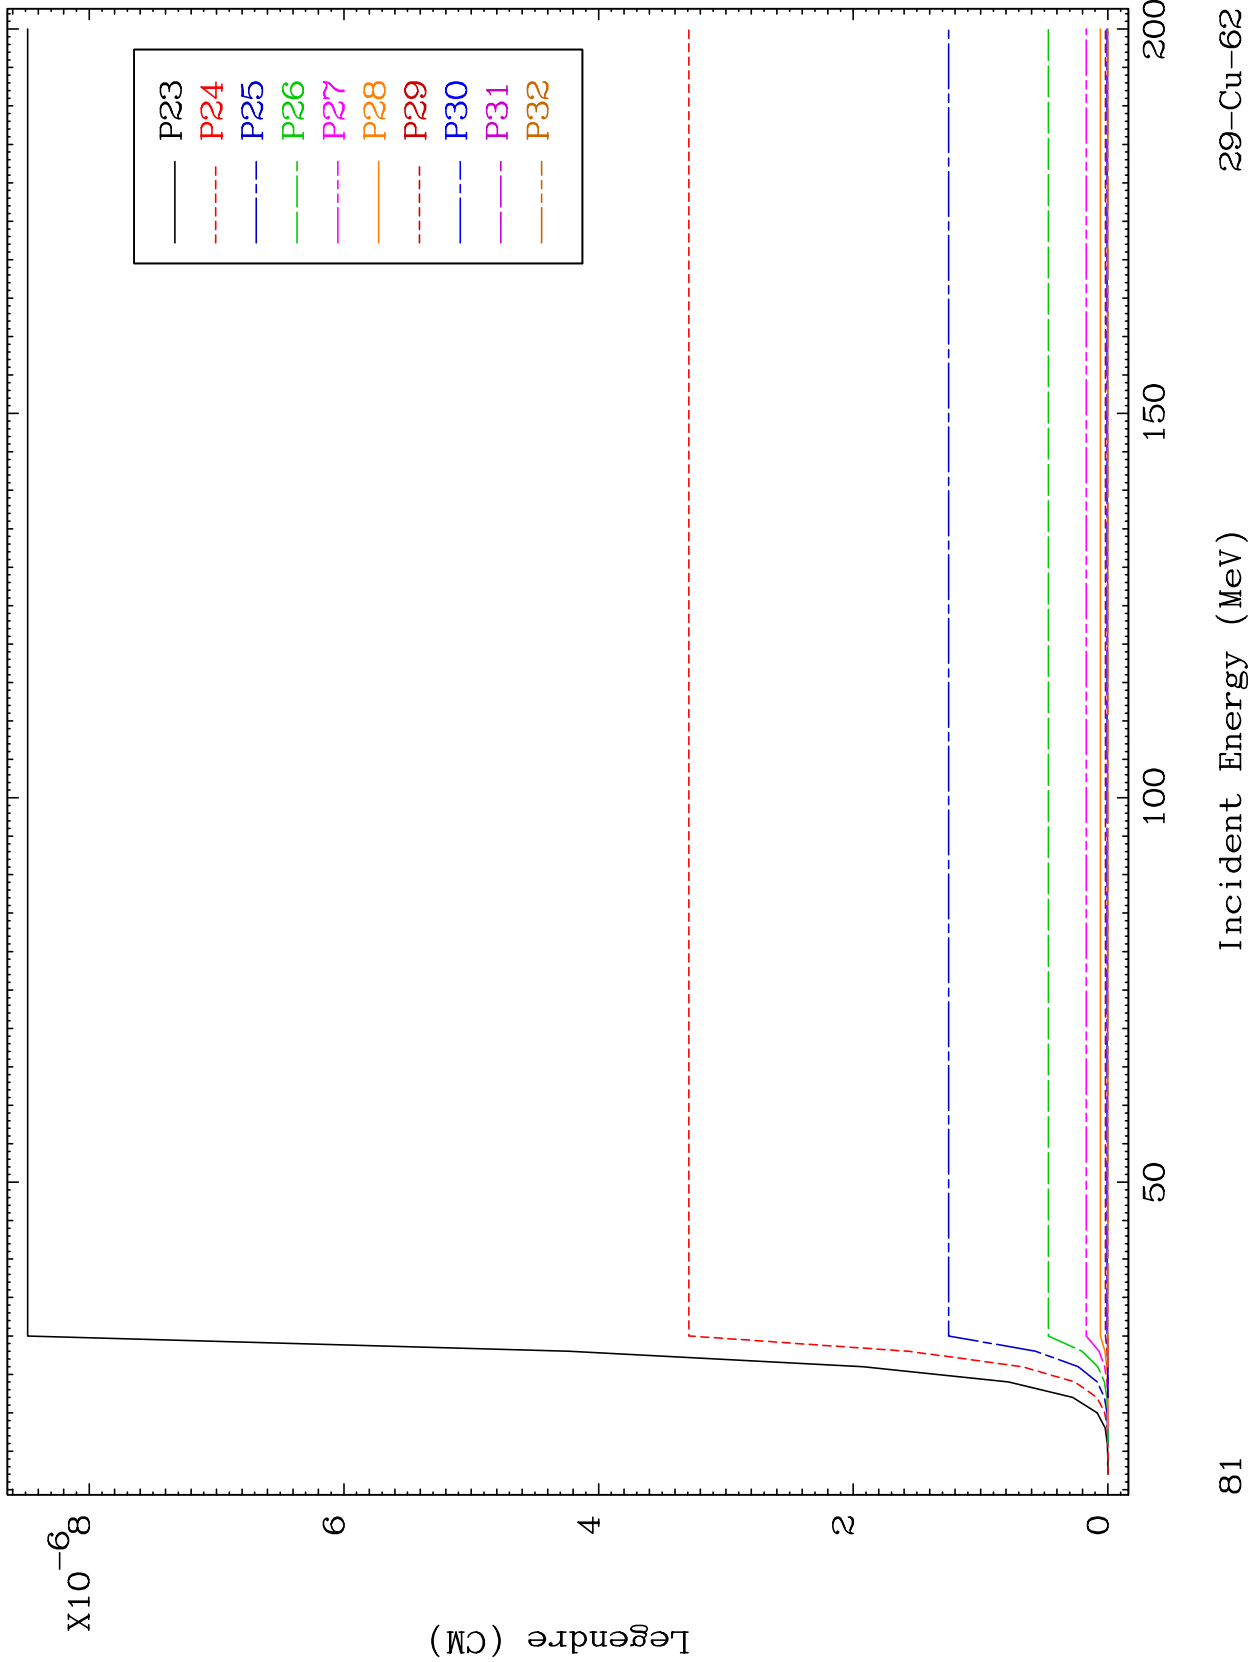 X10⁻⁶
8
6
4
2
0
Legendre (CM)
P23
P24
P25
P26
P27
P28
P29
P30
P31
P32
50
100
150
200
Incident Energy (MeV)
81
29-Cu-62